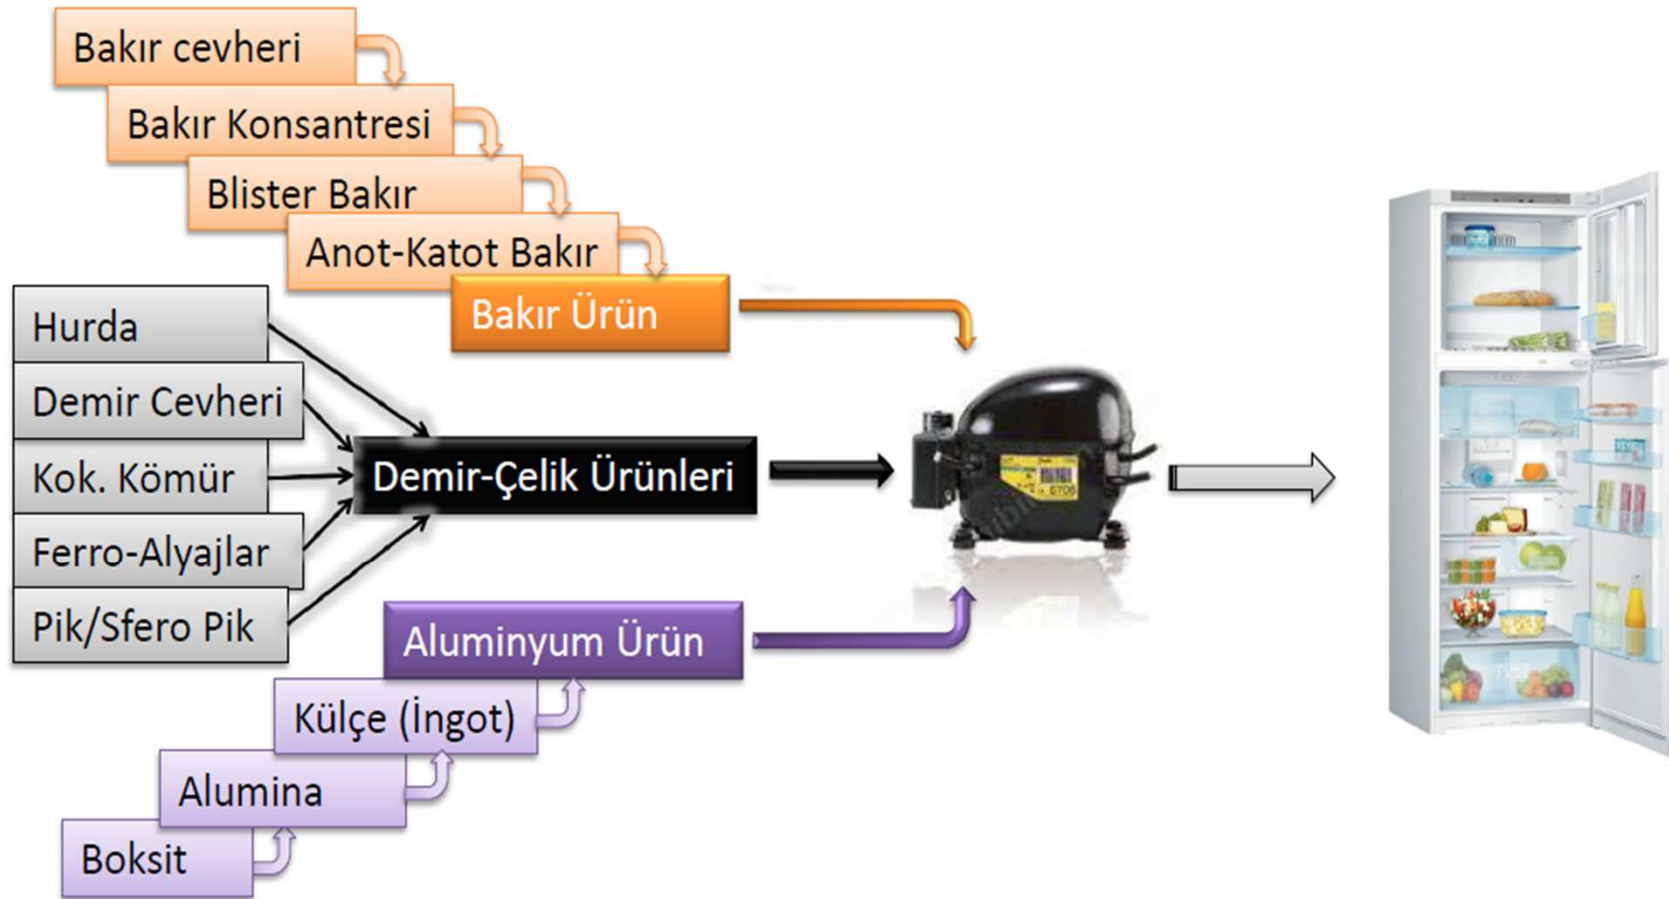 Bakır cevheri
Bakır Konsantresi
Blister Bakır
Anot-Katot Bakır
Bakır Ürün
Hurda
Demir Cevheri
Kok. Kömür
Ferro-Alyajlar
Pik/Sfero Pik
Demir-Çelik Ürünleri
Aluminyum Ürün
Külçe (İngot)
Alumina
Boksit